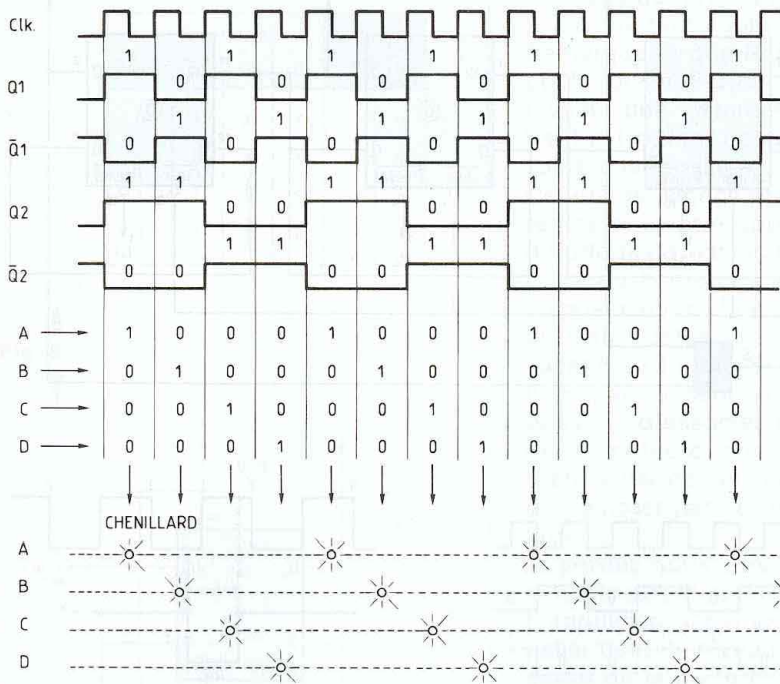 Clk.
1 1 1 1 1 1 1
Q1 0 0 0 0 0 0
1 1 1 1 1 1
Q̄1 0 0 0 0 0 0 0
1 1 1 1 1 1 1
Q2 0 0 0 0 0 0
1 1 1 1 1 1
Q̄2 0 0 0 0 0 0 0
A 1 0 0 0 1 0 0 0 1 0 0 0 1
B 0 1 0 0 0 1 0 0 0 1 0 0 0
C 0 0 1 0 0 0 1 0 0 0 1 0 0
D 0 0 0 1 0 0 0 1 0 0 0 1 0
CHENILLARD
A
B
C
D